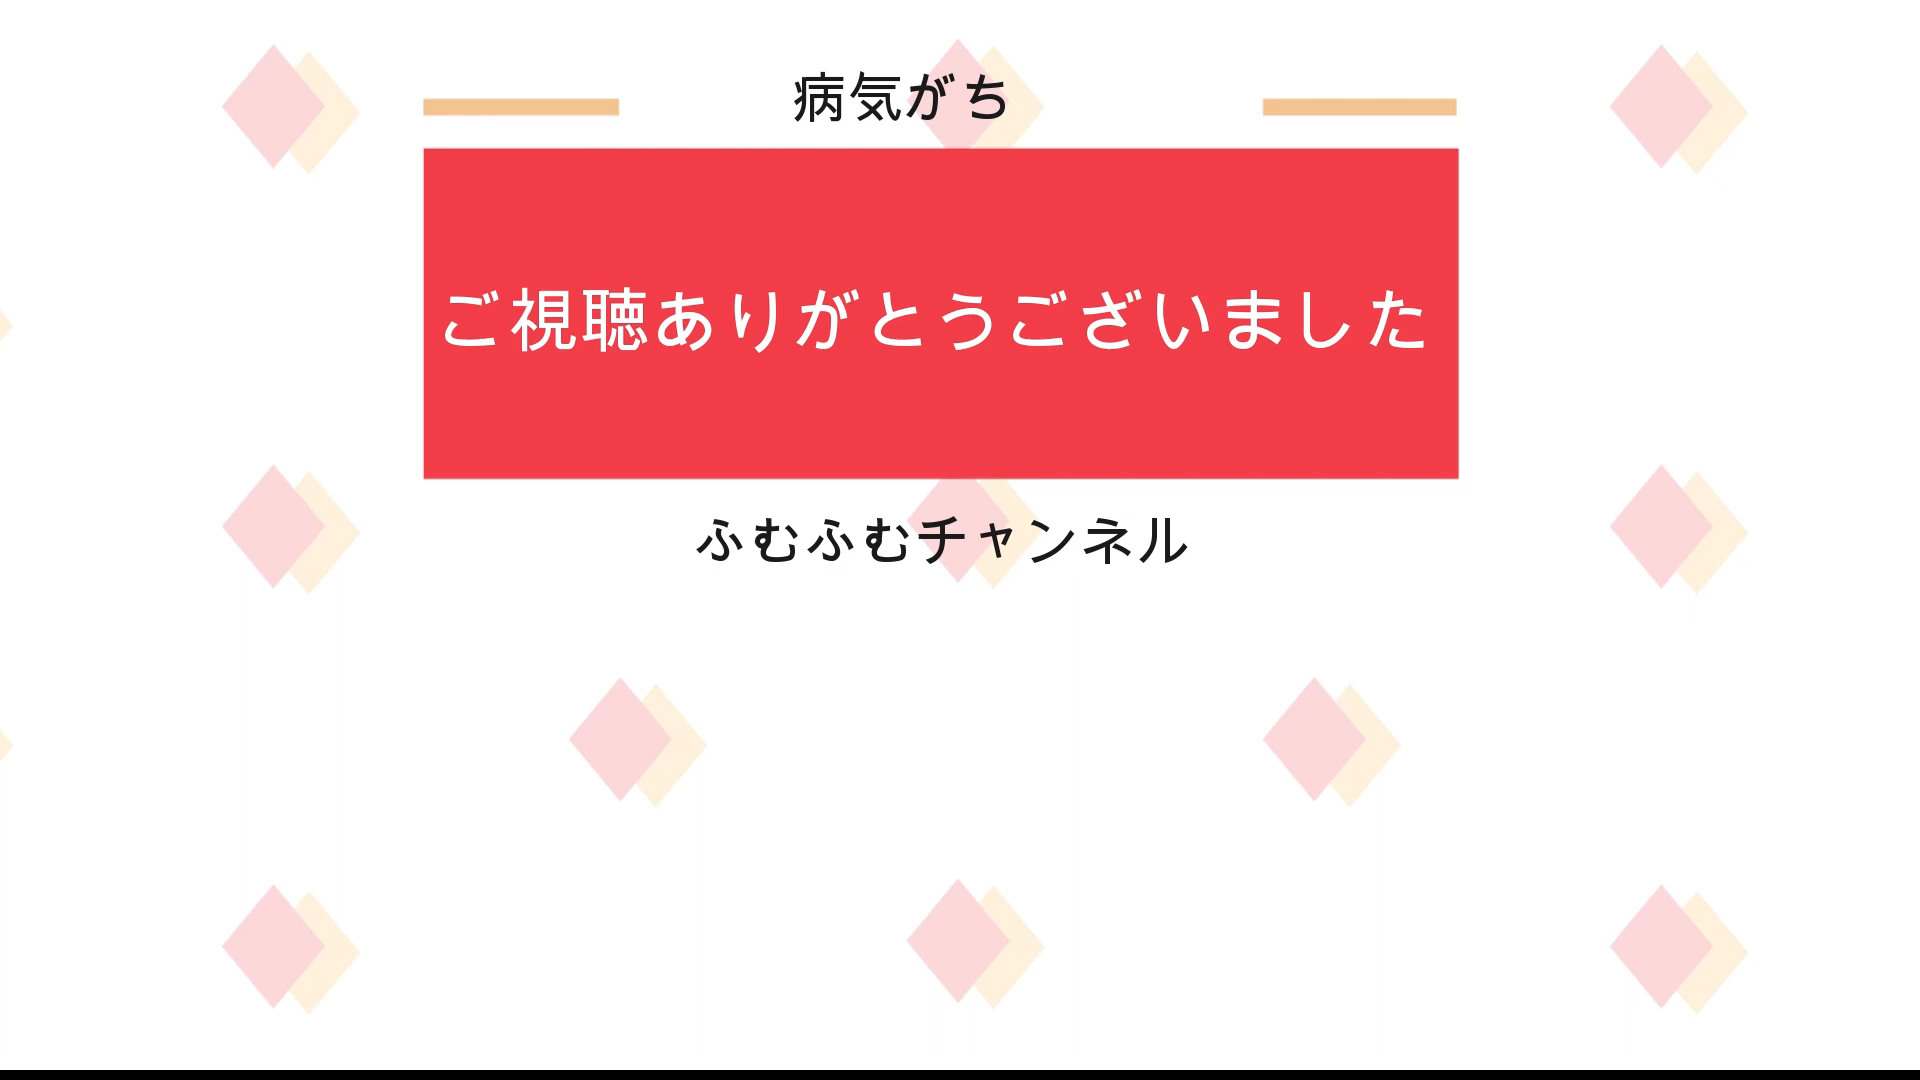 病気がち
ご視聴ありがとうございました
ふむふむチャンネル